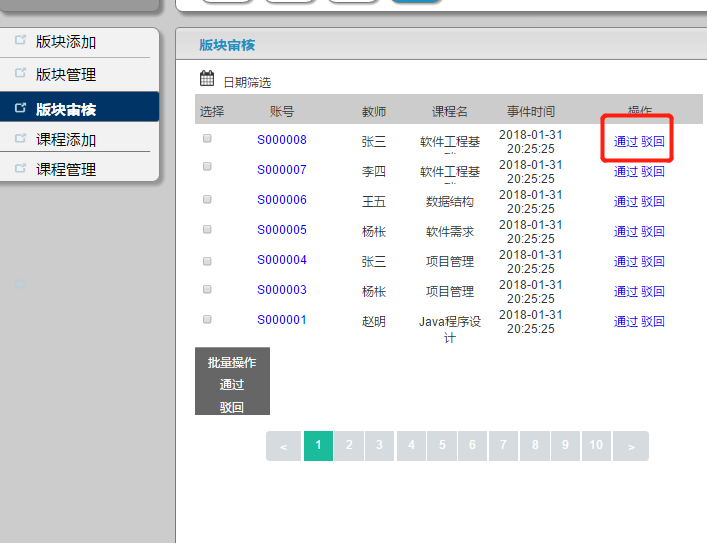 版块添加
版块管理
版块审核
课程添加
课程管理
版块审核
日期筛选
选择 账号 教师 课程名 事件时间 操作
S000008 张三 软件工程基 2018-01-31 20:25:25 通过 驳回
S000007 李四 软件工程基 2018-01-31 20:25:25 通过 驳回
S000006 王五 数据结构 2018-01-31 20:25:25 通过 驳回
S000005 杨枨 软件需求 2018-01-31 20:25:25 通过 驳回
S000004 张三 项目管理 2018-01-31 20:25:25 通过 驳回
S000003 杨枨 项目管理 2018-01-31 20:25:25 通过 驳回
S000001 赵明 Java程序设计 2018-01-31 20:25:25 通过 驳回
批量操作
通过
驳回
< 1 2 3 4 5 6 7 8 9 10 >